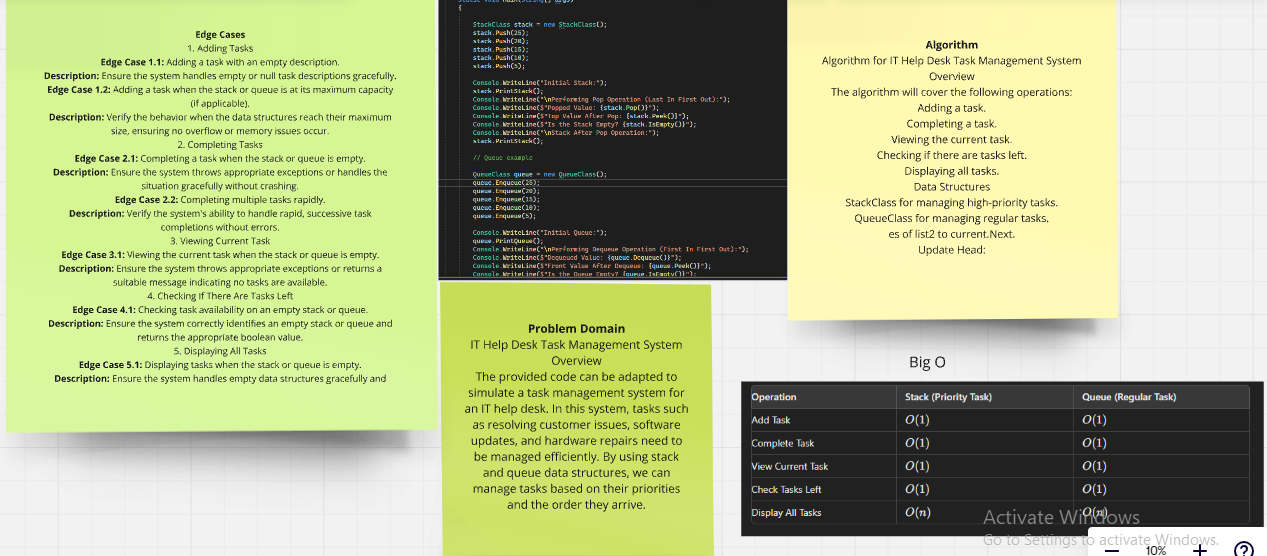 Edge Cases
1. Adding Tasks
Edge Case 1.1: Adding a task with an empty description.
Description: Ensure the system handles empty or null task descriptions gracefully.
Edge Case 1.2: Adding a task when the stack or queue is at its maximum capacity
(if applicable).
Description: Verify the behavior when the data structures reach their maximum
size, ensuring no overflow or memory issues occur.
2. Completing Tasks
Edge Case 2.1: Completing a task when the stack or queue is empty.
Description: Ensure the system throws appropriate exceptions or handles the
situation gracefully without crashing.
Edge Case 2.2: Completing multiple tasks rapidly.
Description: Verify the system's ability to handle rapid, successive task
completions without errors.
3. Viewing Current Task
Edge Case 3.1: Viewing the current task when the stack or queue is empty.
Description: Ensure the system throws appropriate exceptions or returns a
suitable message indicating no tasks are available.
4. Checking If There Are Tasks Left
Edge Case 4.1: Checking task availability on an empty stack or queue.
Description: Ensure the system correctly identifies an empty stack or queue and
returns the appropriate boolean value.
5. Displaying All Tasks
Edge Case 5.1: Displaying tasks when the stack or queue is empty.
Description: Ensure the system handles empty data structures gracefully and
{
StackClass stack = new StackClass();
stack.Push(25);
stack.Push(20);
stack.Push(15);
stack.Push(10);
stack.Push(5);
Console.WriteLine("Initial Stack:");
stack.PrintStack();
Console.WriteLine("\nPerforming Pop Operation (Last In First Out):");
Console.WriteLine($"Popped Value: {stack.Pop()}");
Console.WriteLine($"Top Value After Pop: {stack.Peek()}");
Console.WriteLine($"Is the Stack Empty? {stack.IsEmpty()}");
Console.WriteLine("\nStack After Pop Operation:");
stack.PrintStack();
// Queue example
QueueClass queue = new QueueClass();
queue.Enqueue(25);
queue.Enqueue(20);
queue.Enqueue(15);
queue.Enqueue(10);
queue.Enqueue(5);
Console.WriteLine("Initial Queue:");
queue.PrintQueue();
Console.WriteLine("\nPerforming Dequeue Operation (First In First Out):");
Console.WriteLine($"Dequeued Value: {queue.Dequeue()}");
Console.WriteLine($"Front Value After Dequeue: {queue.Peek()}");
Console.WriteLine($"Is the Queue Empty? {queue.IsEmpty()}");
Algorithm
Algorithm for IT Help Desk Task Management System
Overview
The algorithm will cover the following operations:
Adding a task.
Completing a task.
Viewing the current task.
Checking if there are tasks left.
Displaying all tasks.
Data Structures
StackClass for managing high-priority tasks.
QueueClass for managing regular tasks.
es of list2 to current.Next.
Update Head:
Problem Domain
IT Help Desk Task Management System
Overview
The provided code can be adapted to
simulate a task management system for
an IT help desk. In this system, tasks such
as resolving customer issues, software
updates, and hardware repairs need to
be managed efficiently. By using stack
and queue data structures, we can
manage tasks based on their priorities
and the order they arrive.
Big O
Operation Stack (Priority Task) Queue (Regular Task)
Add Task O(1) O(1)
Complete Task O(1) O(1)
View Current Task O(1) O(1)
Check Tasks Left O(1) O(1)
Display All Tasks O(n) O(n)
Activate Windows
Go to Settings to activate Windows.
10%